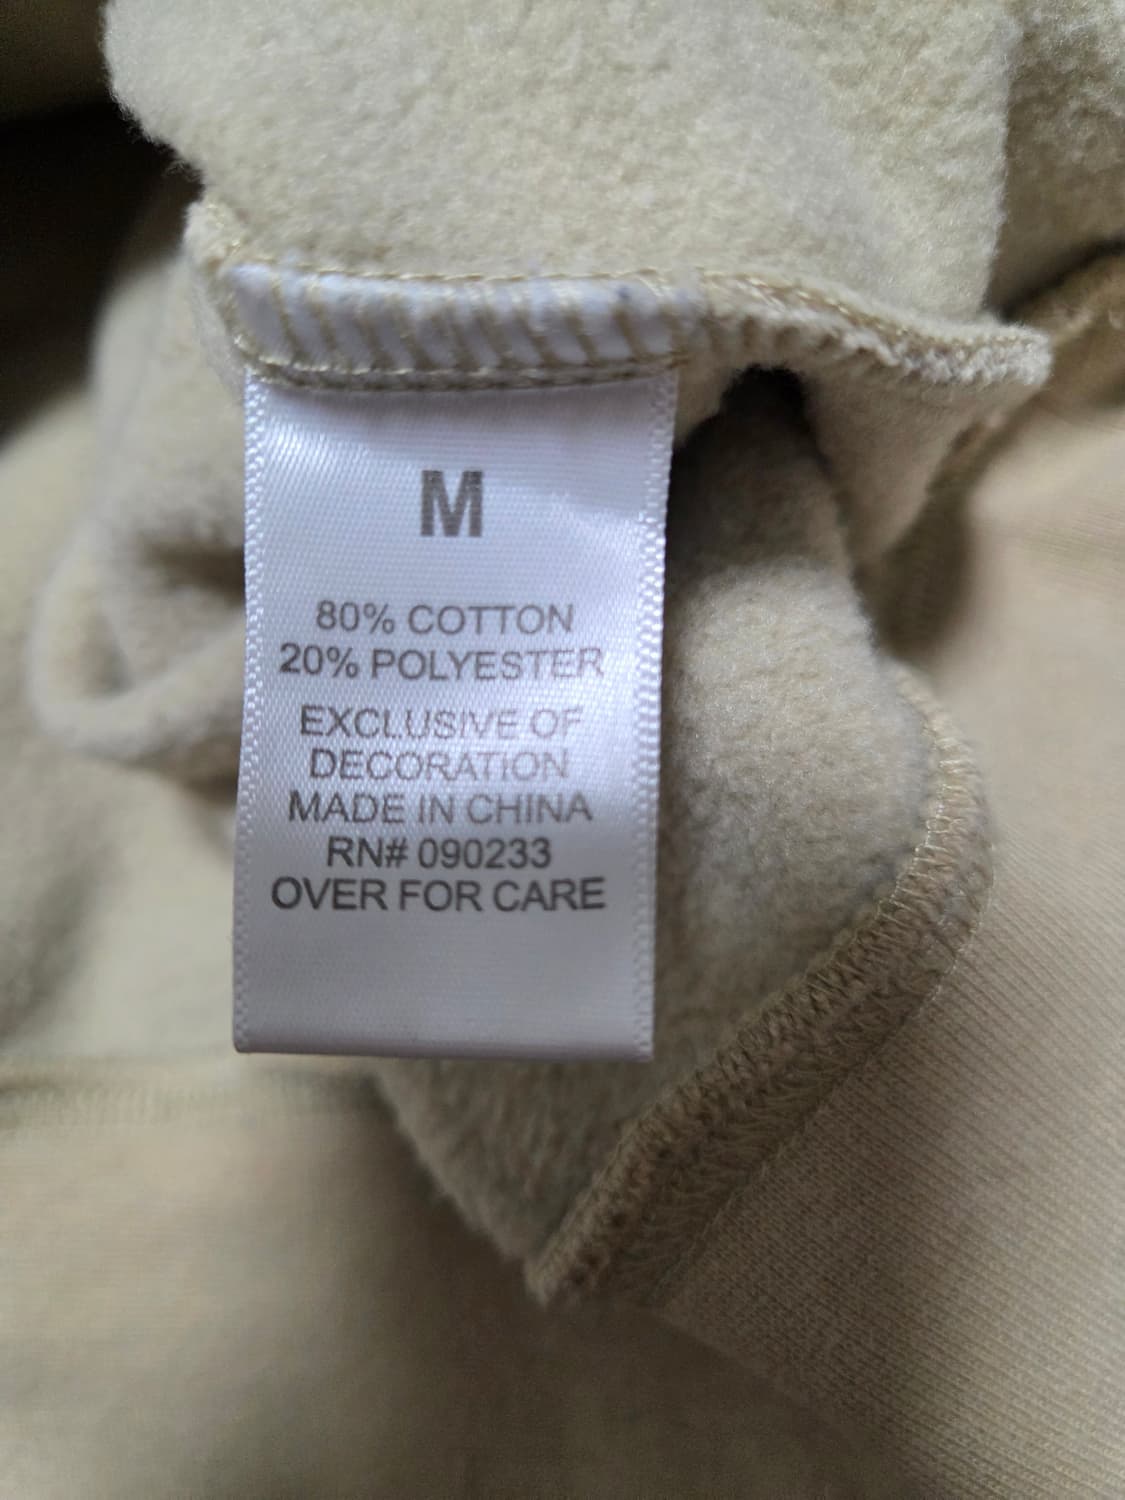 M
80% COTTON
20% POLYESTER
EXCLUSIVE OF
DECORATION
MADE IN CHINA
RN# 090233
OVER FOR CARE